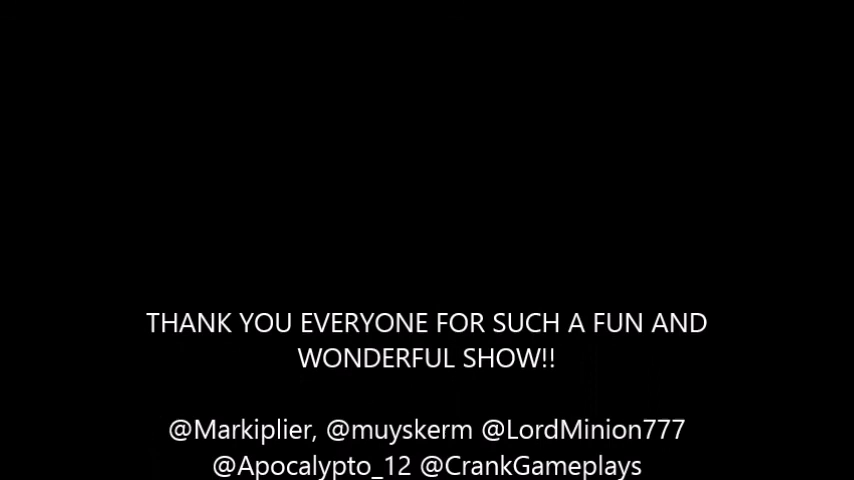 THANK YOU EVERYONE FOR SUCH A FUN AND
WONDERFUL SHOW!!
@Markiplier, @muyskerm @LordMinion777
@Apocalypto_12 @CrankGameplays